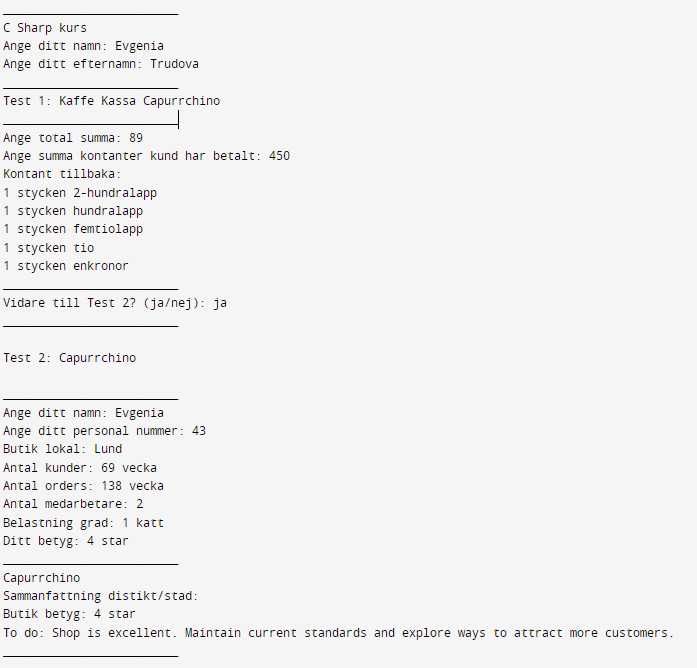 C Sharp kurs
Ange ditt namn: Evgenia
Ange ditt efternamn: Trudova
Test 1: Kaffe Kassa Capurrchino
Ange total summa: 89
Ange summa kontanter kund har betalt: 450
Kontant tillbaka:
1 stycken 2-hundralapp
1 stycken hundralapp
1 stycken femtiolapp
1 stycken tio
1 stycken enkronor
Vidare till Test 2? (ja/nej): ja
Test 2: Capurrchino
Ange ditt namn: Evgenia
Ange ditt personal nummer: 43
Butik lokal: Lund
Antal kunder: 69 vecka
Antal orders: 138 vecka
Antal medarbetare: 2
Belastning grad: 1 katt
Ditt betyg: 4 star
Capurrchino
Sammanfattning distikt/stad:
Butik betyg: 4 star
To do: Shop is excellent. Maintain current standards and explore ways to attract more customers.